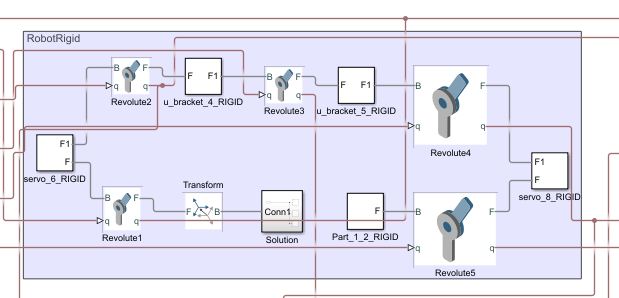 RobotRigid
B F
q q
Revolute2
F F1
u_bracket_4_RIGID
B F
q q
Revolute3
F F1
u_bracket_5_RIGID
B F
q q
Revolute4
F1
F
servo_6_RIGID
F1
F
servo_8_RIGID
B F
q q
Revolute1
Transform
F B
Conn1
Solution
F
Part_1_2_RIGID
B F
q q
Revolute5